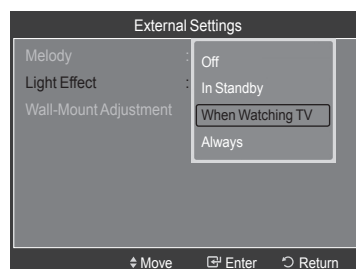 External Settings
Melody :
Light Effect :
Wall-Mount Adjustment
Off
In Standby
When Watching TV
Always
Move Enter Return